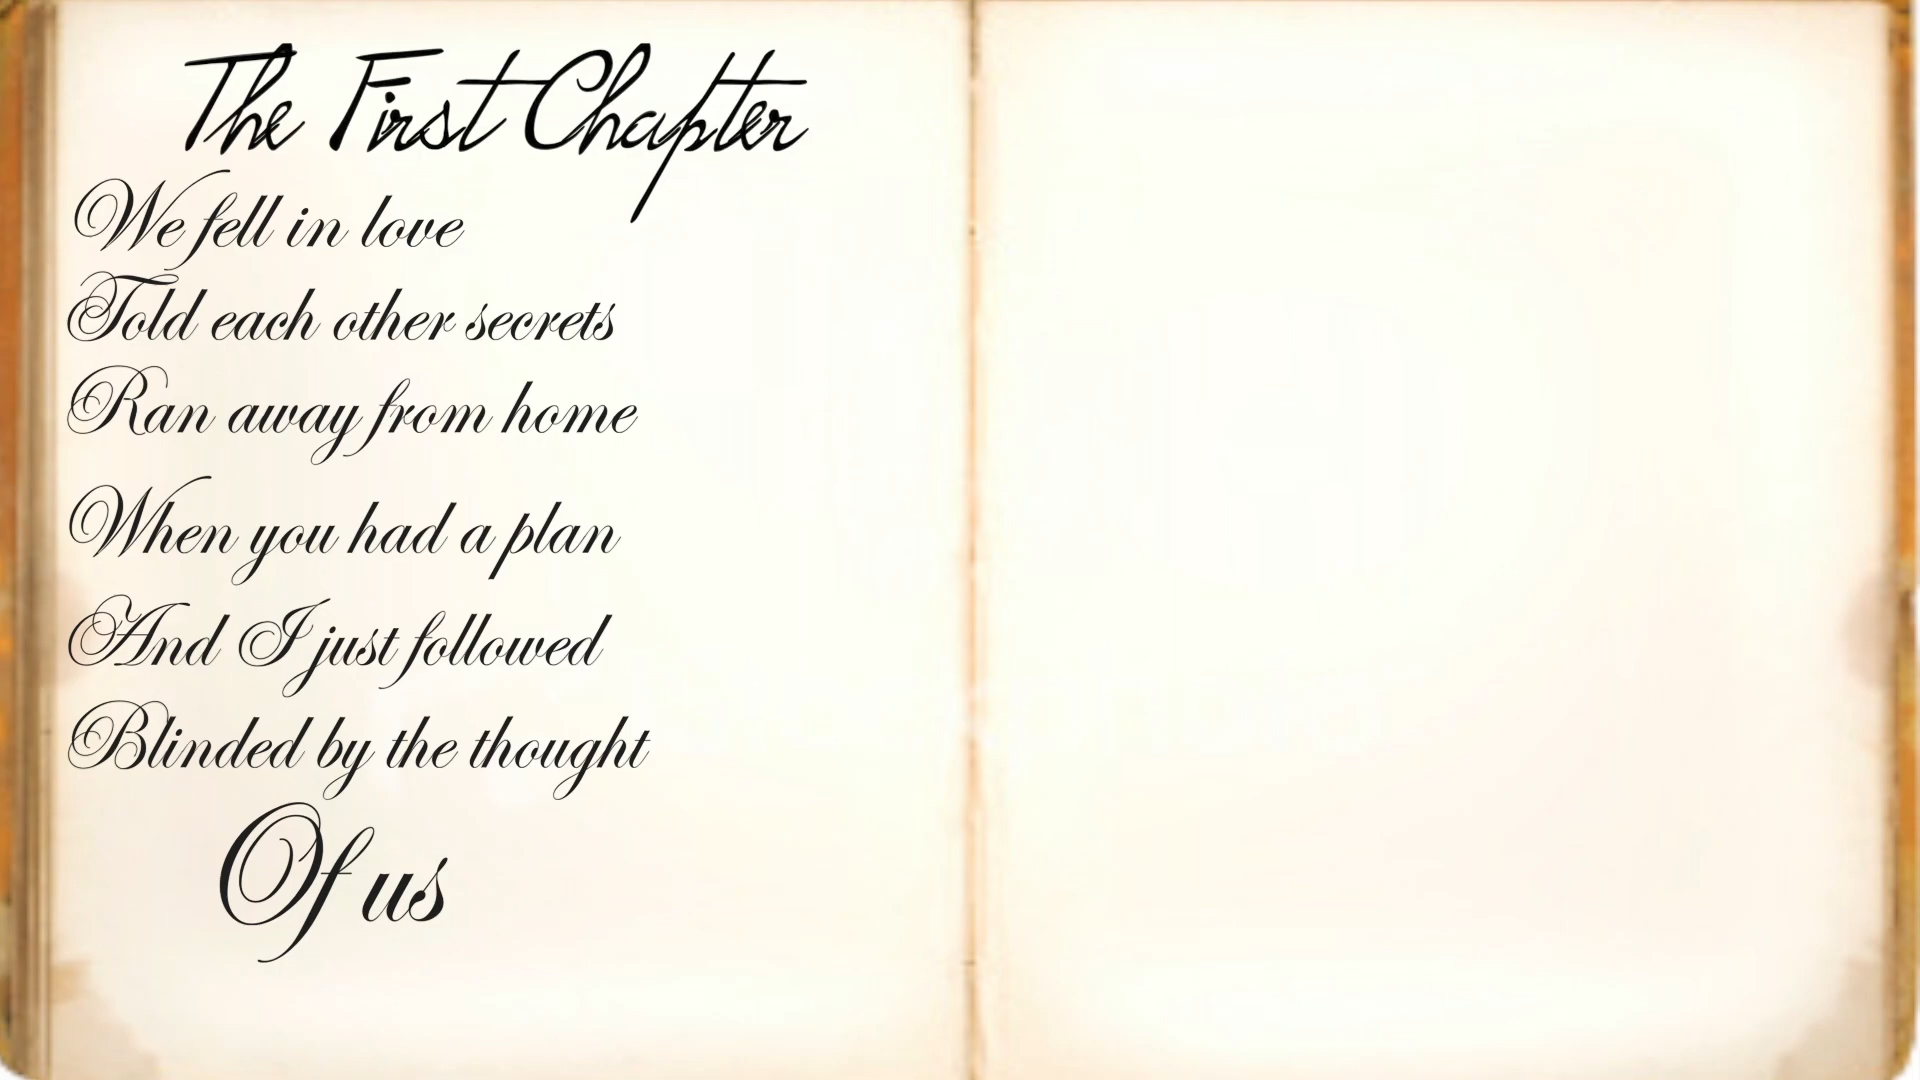 The First Chapter
We fell in love
Told each other secrets
Ran away from home
When you had a plan
And I just followed
Blinded by the thought
Of us